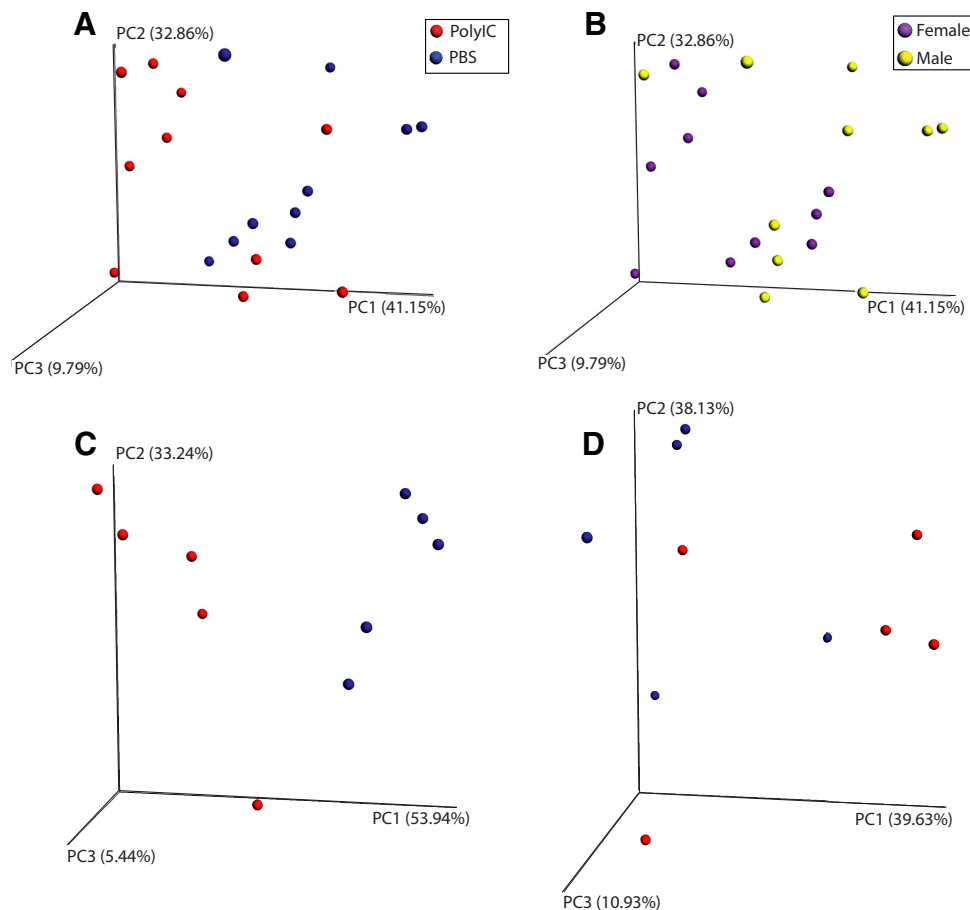 A
PC2 (32.86%)
PolyIC
PBS
PC1 (41.15%)
PC3 (9.79%)
B
PC2 (32.86%)
Female
Male
PC1 (41.15%)
PC3 (9.79%)
C
PC2 (33.24%)
PC1 (53.94%)
PC3 (5.44%)
D
PC2 (38.13%)
PC1 (39.63%)
PC3 (10.93%)